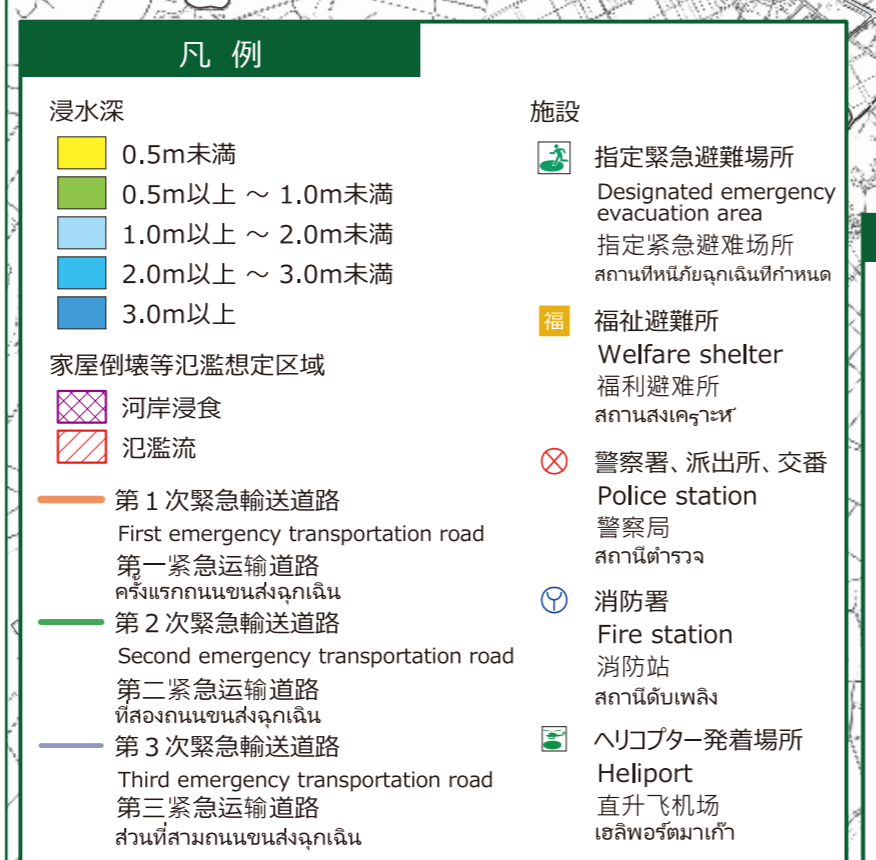 凡 例
浸水深
0.5m未満
0.5m以上 ～ 1.0m未満
1.0m以上 ～ 2.0m未満
2.0m以上 ～ 3.0m未満
3.0m以上
家屋倒壊等氾濫想定区域
河岸浸食
氾濫流
第１次緊急輸送道路
First emergency transportation road
第一紧急运输道路
ครั้งแรกถนนขนส่งฉุกเฉิน
第２次緊急輸送道路
Second emergency transportation road
第二紧急运输道路
ที่สองถนนขนส่งฉุกเฉิน
第３次緊急輸送道路
Third emergency transportation road
第三紧急运输道路
ส่วนที่สามถนนขนส่งฉุกเฉิน
施設
指定緊急避難場所
Designated emergency
evacuation area
指定紧急避难场所
สถานที่หนีภัยฉุกเฉินที่กำหนด
福
福祉避難所
Welfare shelter
福利避难所
สถานสงเคราะห์
警察署、派出所、交番
Police station
警察局
สถานีตำรวจ
消防署
Fire station
消防站
สถานีดับเพลิง
ヘリコプター発着場所
Heliport
直升飞机场
เฮลิพอร์ตมาเก๊า